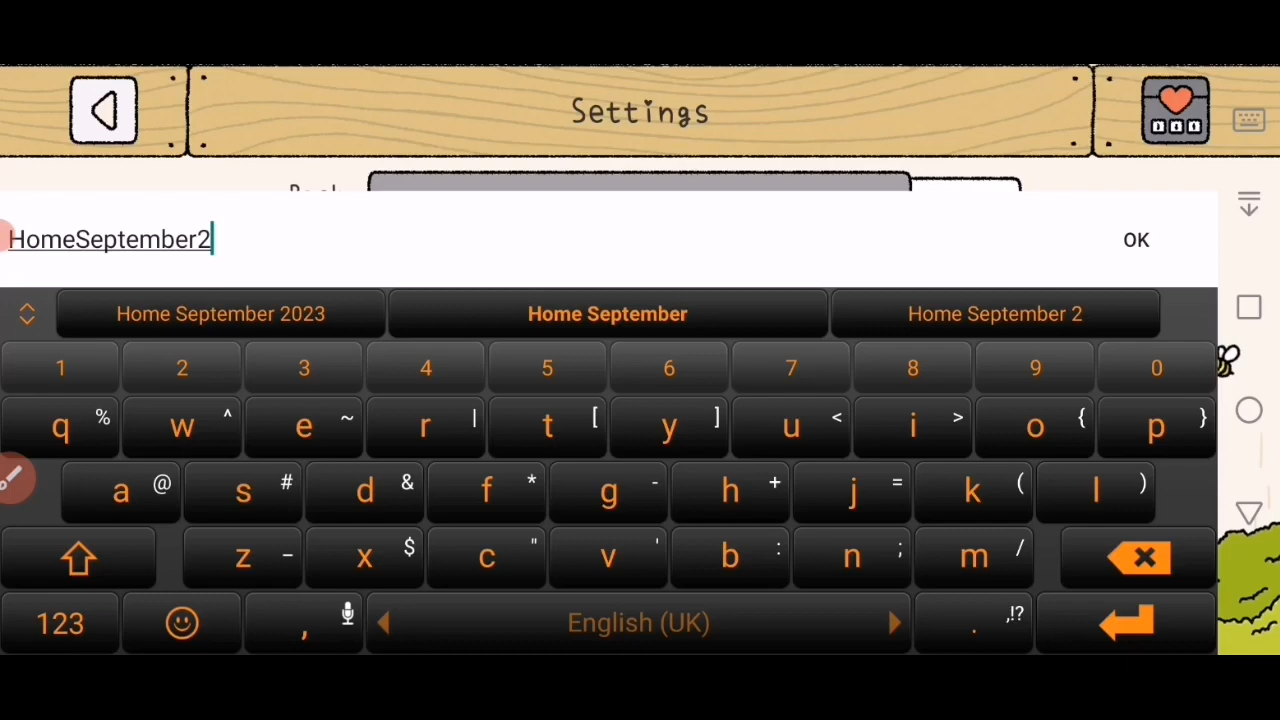 Settings
HomeSeptember2
OK
Home September 2023 Home September Home September 2
1 2 3 4 5 6 7 8 9 0
q % w ^ e ~ r | t [ y ] u < i > o { p }
a @ s # d & f * g - h + j = k ( l )
z – x $ c " v ' b : n ; m /
123 , English (UK) . ,!?